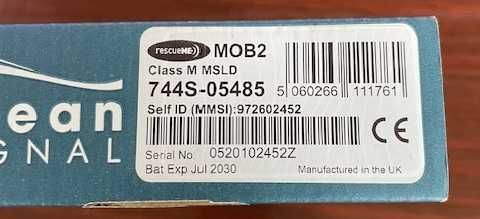 rescueME MOB2
Class M MSLD
744S-05485
5 060266 111761
Self ID (MMSI):972602452
ean
GNAL
CE
Serial No: 0520102452Z
Bat Exp Jul 2030
Manufactured in the UK